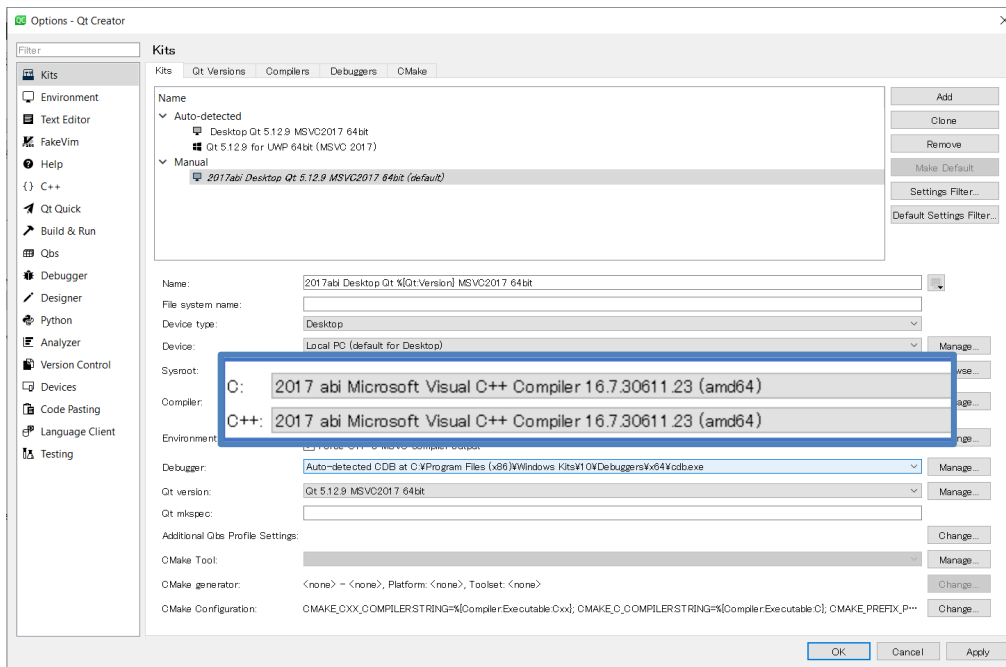 Options - Qt Creator
Filter
Kits
Kits
Environment
Text Editor
FakeVim
Help
{} C++
Qt Quick
Build & Run
Qbs
Debugger
Designer
Python
Analyzer
Version Control
Devices
Code Pasting
Language Client
Testing
Kits Qt Versions Compilers Debuggers CMake
Name
Auto-detected
Desktop Qt 5.12.9 MSVC2017 64bit
Qt 5.12.9 for UWP 64bit (MSVC 2017)
Manual
2017abi Desktop Qt 5.12.9 MSVC2017 64bit (default)
Add
Clone
Remove
Make Default
Settings Filter...
Default Settings Filter...
Name: 2017abi Desktop Qt %{Qt:Version} MSVC2017 64bit
File system name:
Device type: Desktop
Device: Local PC (default for Desktop) Manage...
Sysroot:
Compiler:
C: 2017 abi Microsoft Visual C++ Compiler 16.7.30611.23 (amd64)
C++: 2017 abi Microsoft Visual C++ Compiler 16.7.30611.23 (amd64)
Environment
Debugger: Auto-detected CDB at C:¥Program Files (x86)¥Windows Kits¥10¥Debuggers¥x64¥cdb.exe Manage...
Qt version: Qt 5.12.9 MSVC2017 64bit Manage...
Qt mkspec:
Additional Qbs Profile Settings: Change...
CMake Tool: Manage...
CMake generator: <none> - <none>, Platform: <none>, Toolset: <none> Change...
CMake Configuration: CMAKE_CXX_COMPILER:STRING=%{Compiler:Executable:Cxx}; CMAKE_C_COMPILER:STRING=%{Compiler:Executable:C}; CMAKE_PREFIX_P··· Change...
OK Cancel Apply